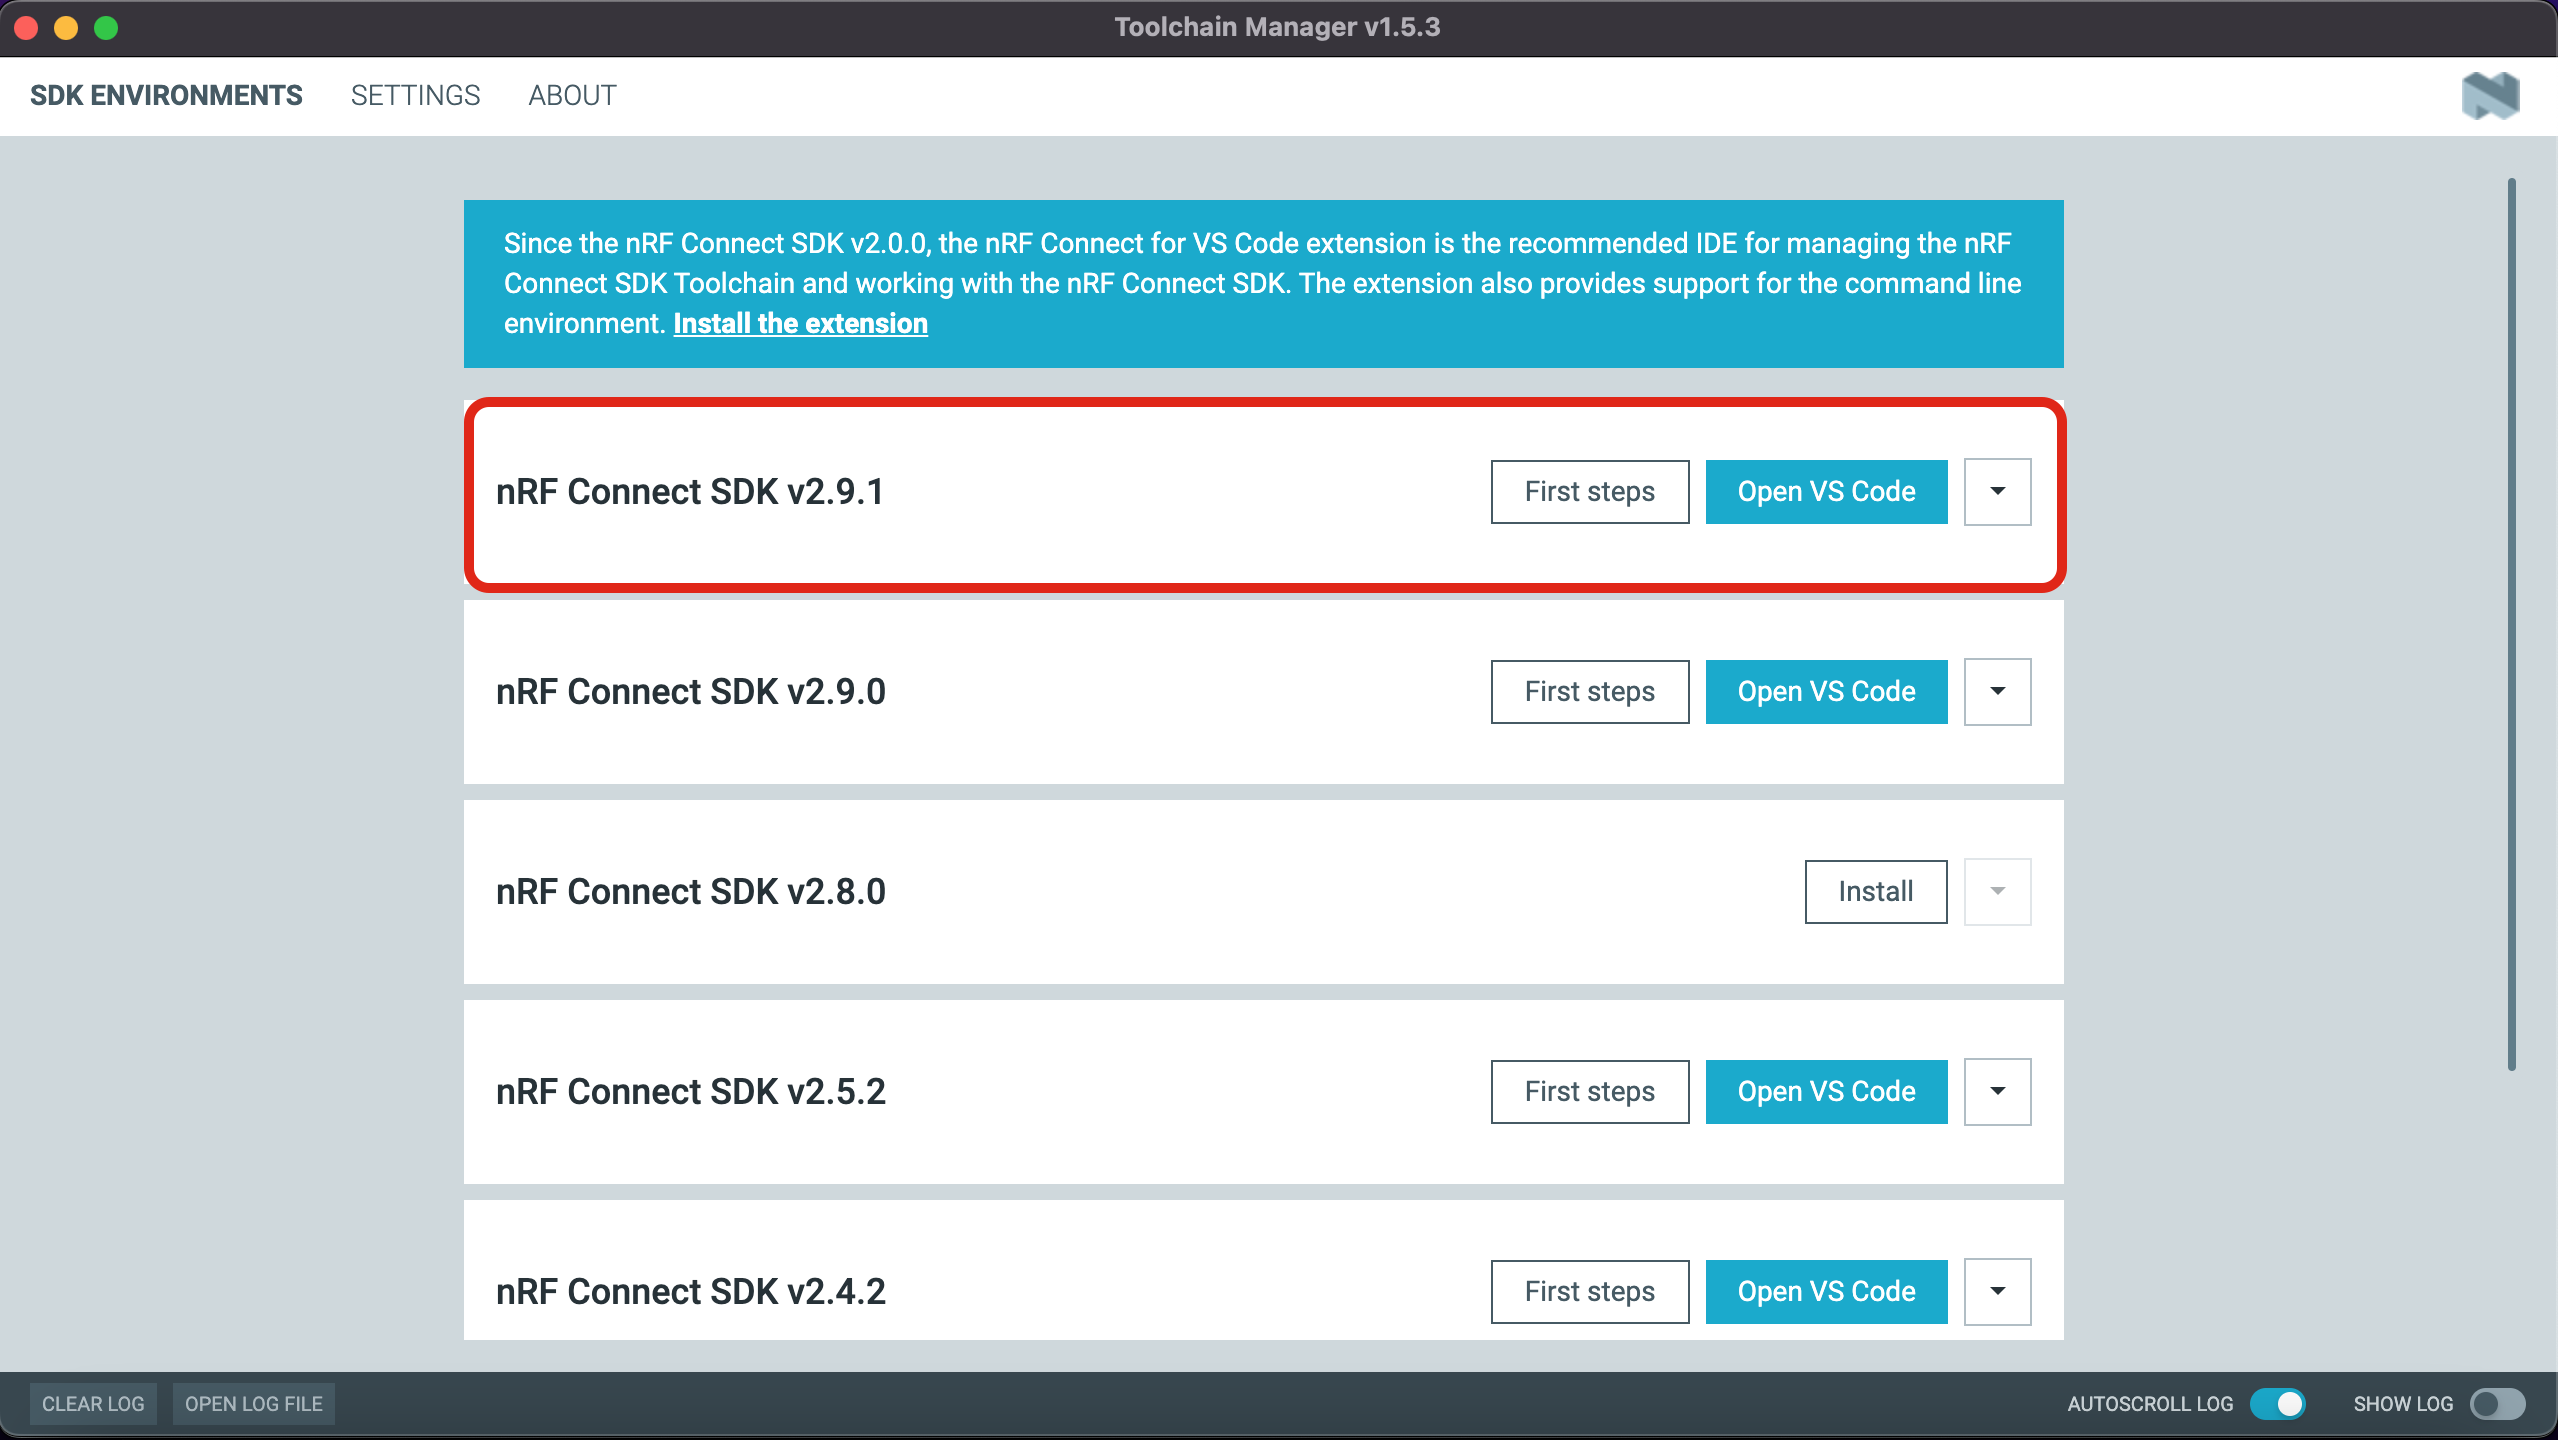 Toolchain Manager v1.5.3
SDK ENVIRONMENTS SETTINGS ABOUT
Since the nRF Connect SDK v2.0.0, the nRF Connect for VS Code extension is the recommended IDE for managing the nRF
Connect SDK Toolchain and working with the nRF Connect SDK. The extension also provides support for the command line
environment. Install the extension
nRF Connect SDK v2.9.1 First steps Open VS Code
nRF Connect SDK v2.9.0 First steps Open VS Code
nRF Connect SDK v2.8.0 Install
nRF Connect SDK v2.5.2 First steps Open VS Code
nRF Connect SDK v2.4.2 First steps Open VS Code
CLEAR LOG OPEN LOG FILE AUTOSCROLL LOG SHOW LOG